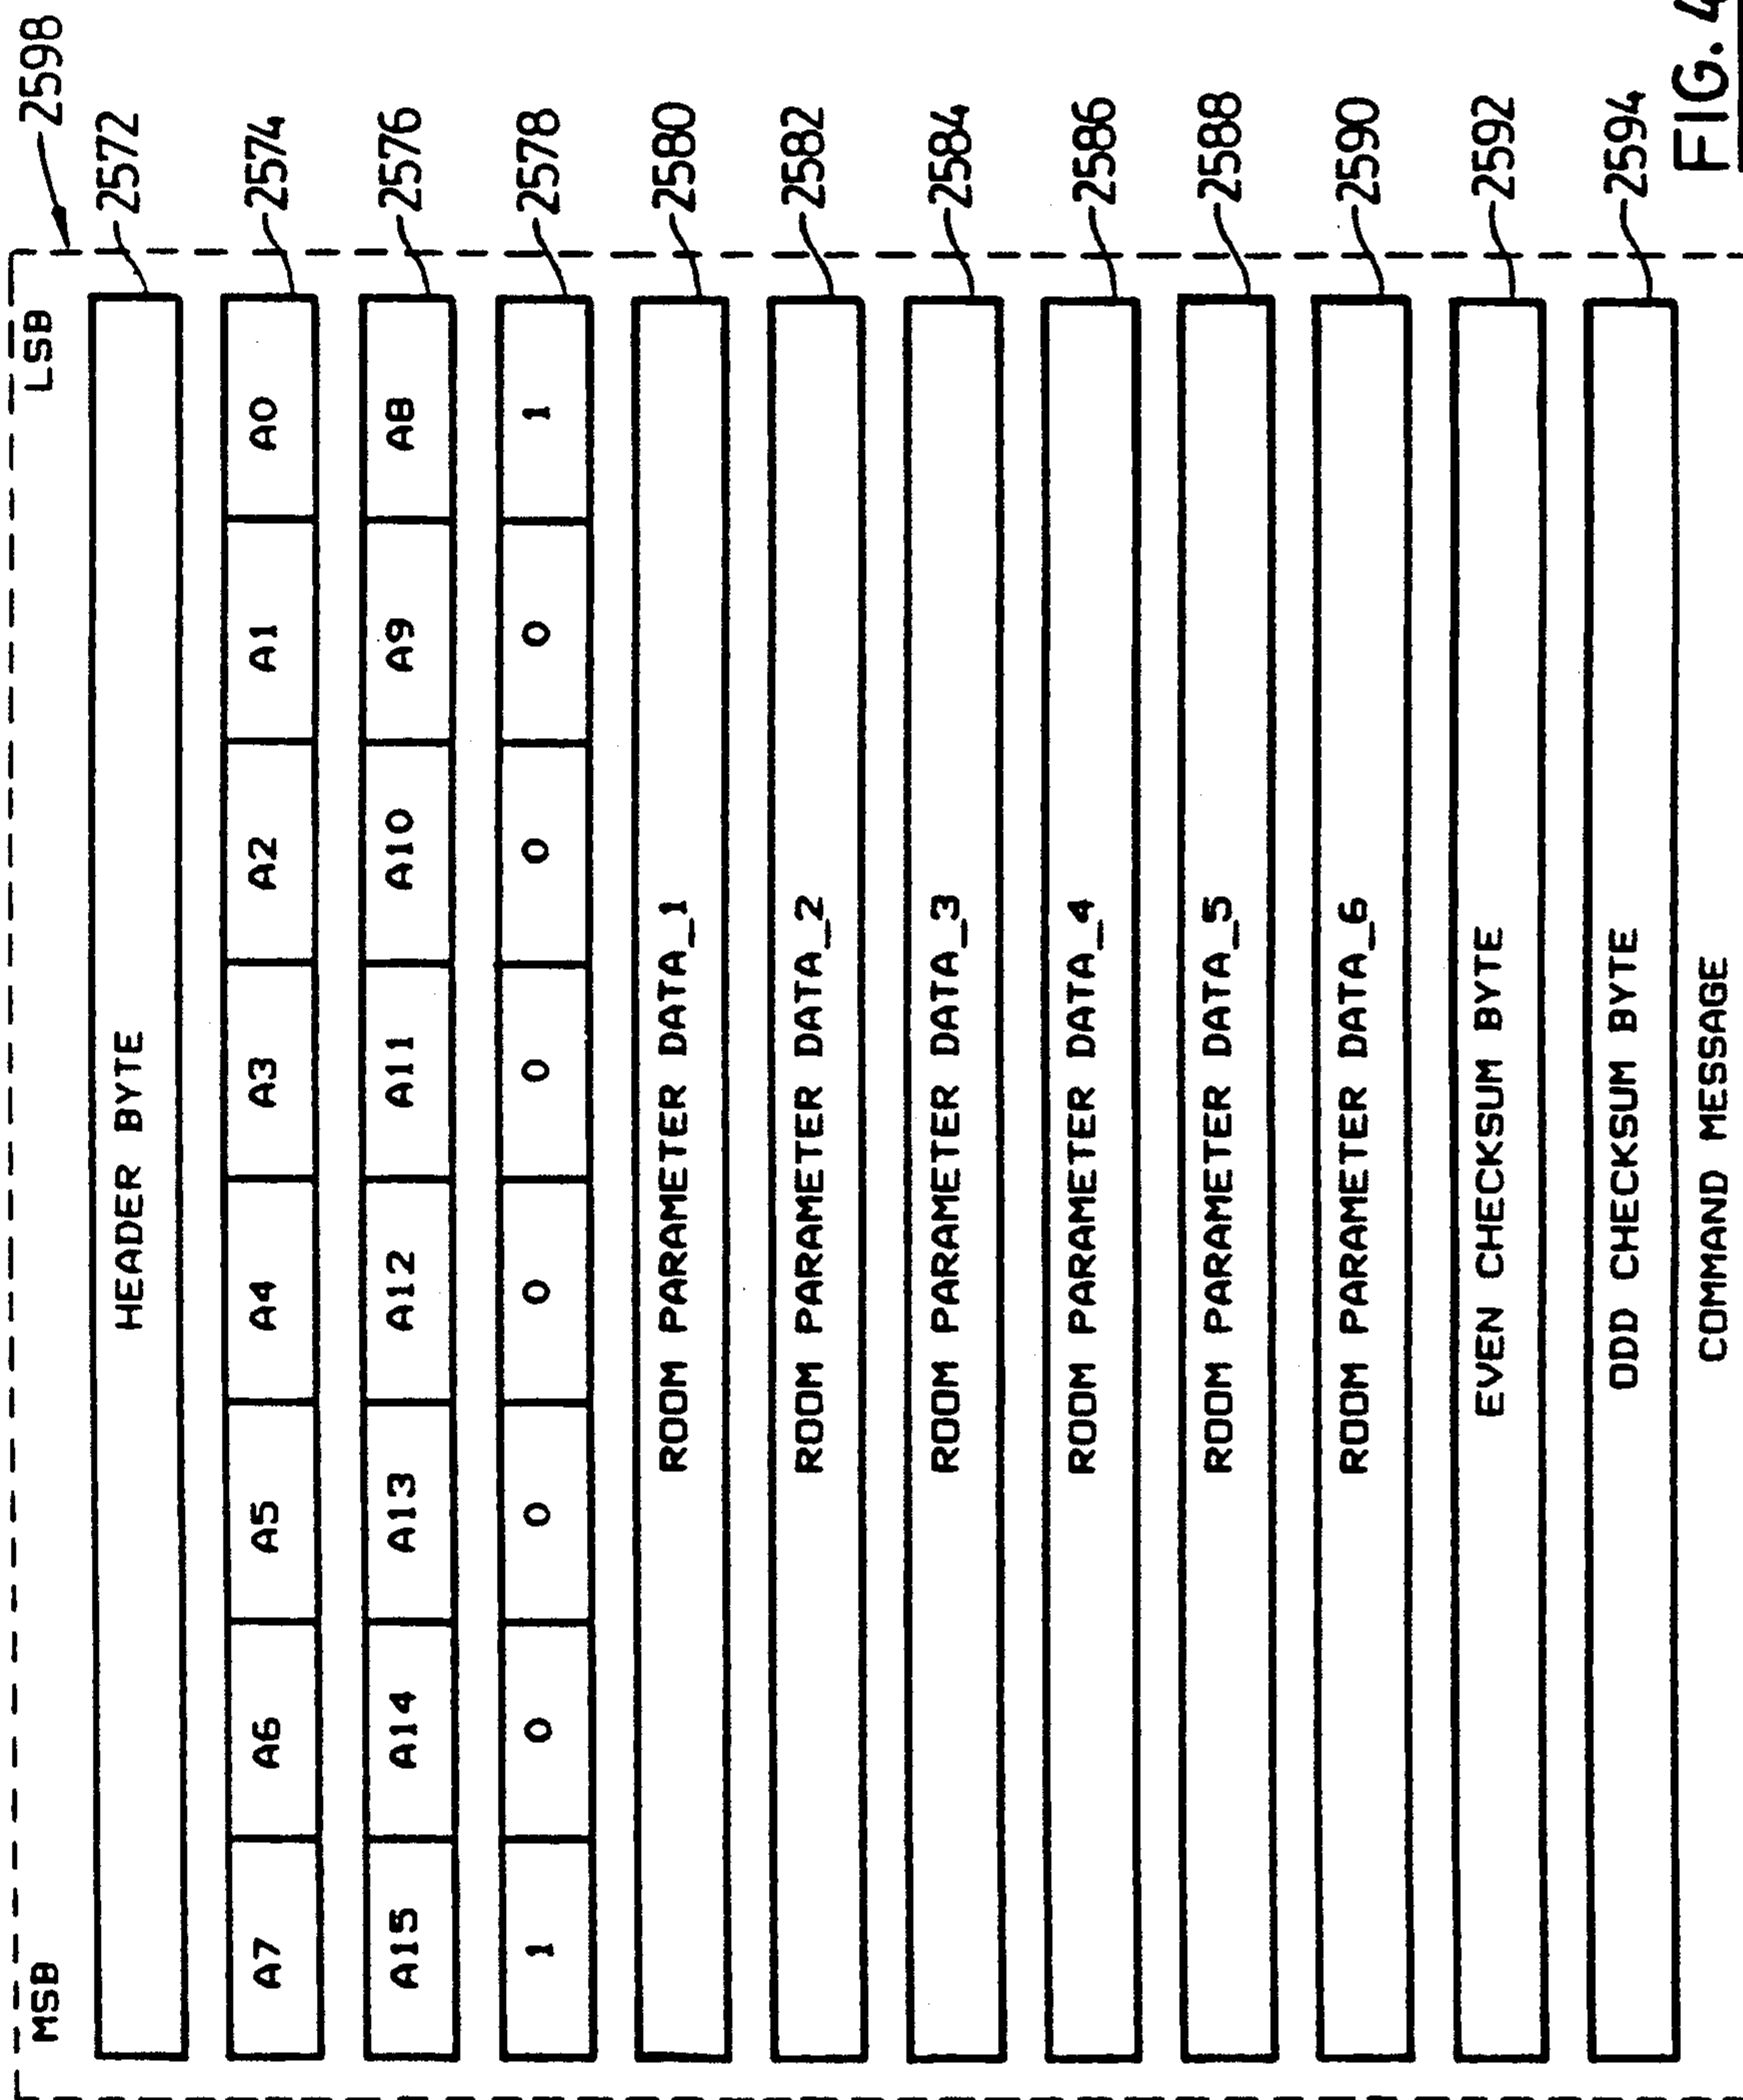 2598
MSB LSB
HEADER BYTE 2572
A7 A6 A5 A4 A3 A2 A1 A0 2574
A15 A14 A13 A12 A11 A10 A9 A8 2576
1 0 0 0 0 0 0 1 2578
ROOM PARAMETER DATA_1 2580
ROOM PARAMETER DATA_2 2582
ROOM PARAMETER DATA_3 2584
ROOM PARAMETER DATA_4 2586
ROOM PARAMETER DATA_5 2588
ROOM PARAMETER DATA_6 2590
EVEN CHECKSUM BYTE 2592
ODD CHECKSUM BYTE 2594
COMMAND MESSAGE
FIG. 4